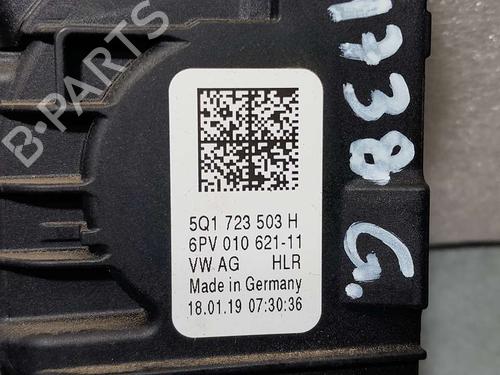 B-PARTS
1738 G.
5Q1 723 503 H
6PV 010 621-11
VW AG HLR
Made in Germany
18.01.19 07:30:36